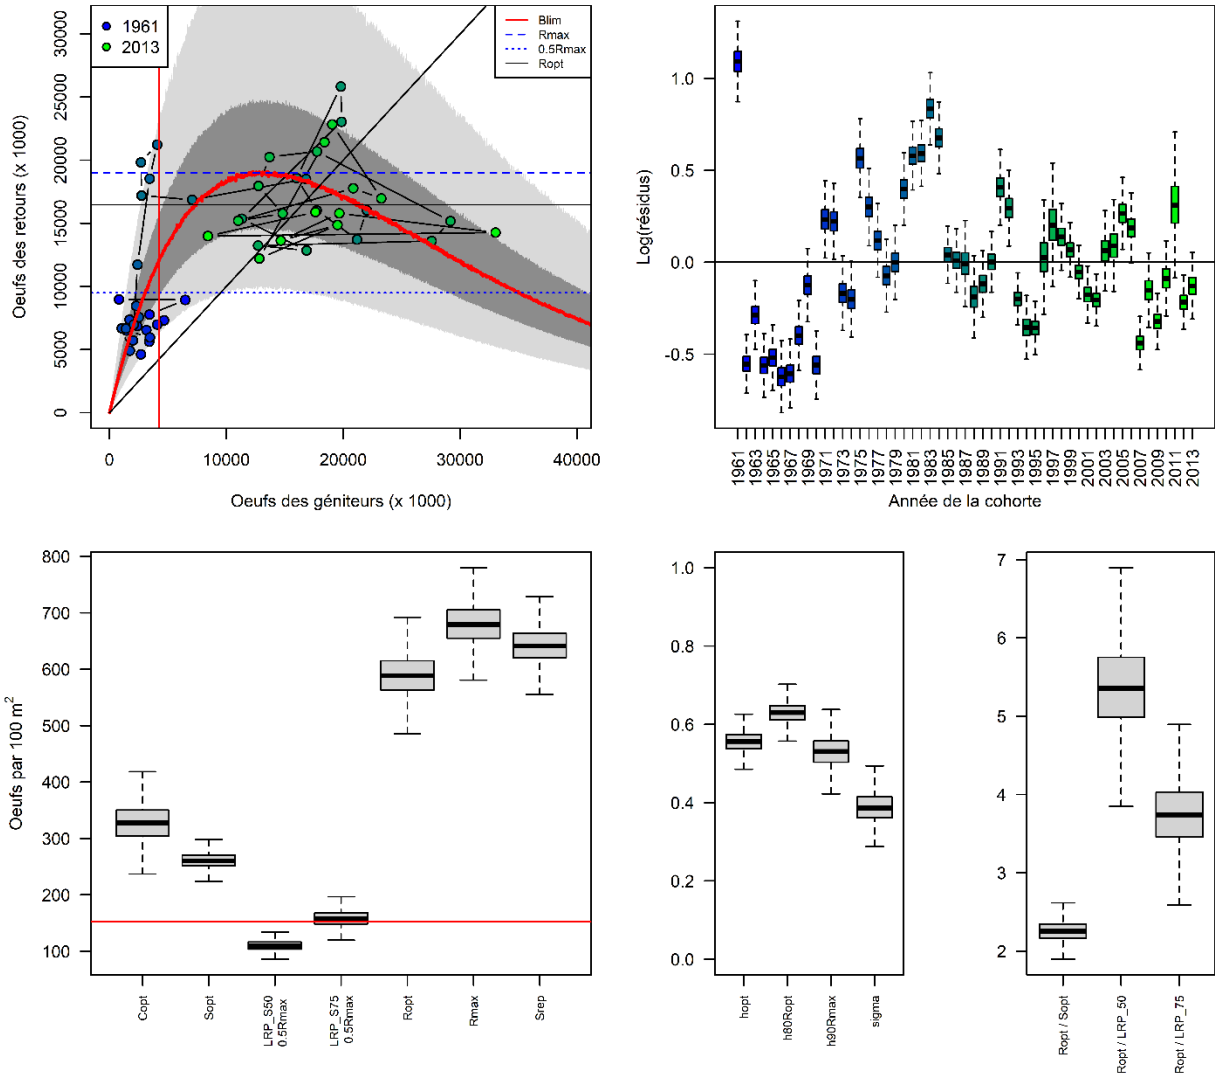 1961
2013
Blim
Rmax
0.5Rmax
Ropt
Oeufs des retours (x 1000)
30000
25000
20000
15000
10000
5000
0
0
10000
20000
30000
40000
Oeufs des géniteurs (x 1000)
Log(résidus)
1.0
0.5
0.0
-0.5
1961
1963
1965
1967
1969
1971
1973
1975
1977
1979
1981
1983
1985
1987
1989
1991
1993
1995
1997
1999
2001
2003
2005
2007
2009
2011
2013
Année de la cohorte
Oeufs par 100 m²
800
700
600
500
400
300
200
100
Copt
Sopt
LRP_S50
0.5Rmax
LRP_S75
0.5Rmax
Ropt
Rmax
Srep
1.0
0.8
0.6
0.4
0.2
0.0
hopt
h80Ropt
h90Rmax
sigma
7
6
5
4
3
2
Ropt / Sopt
Ropt / LRP_50
Ropt / LRP_75